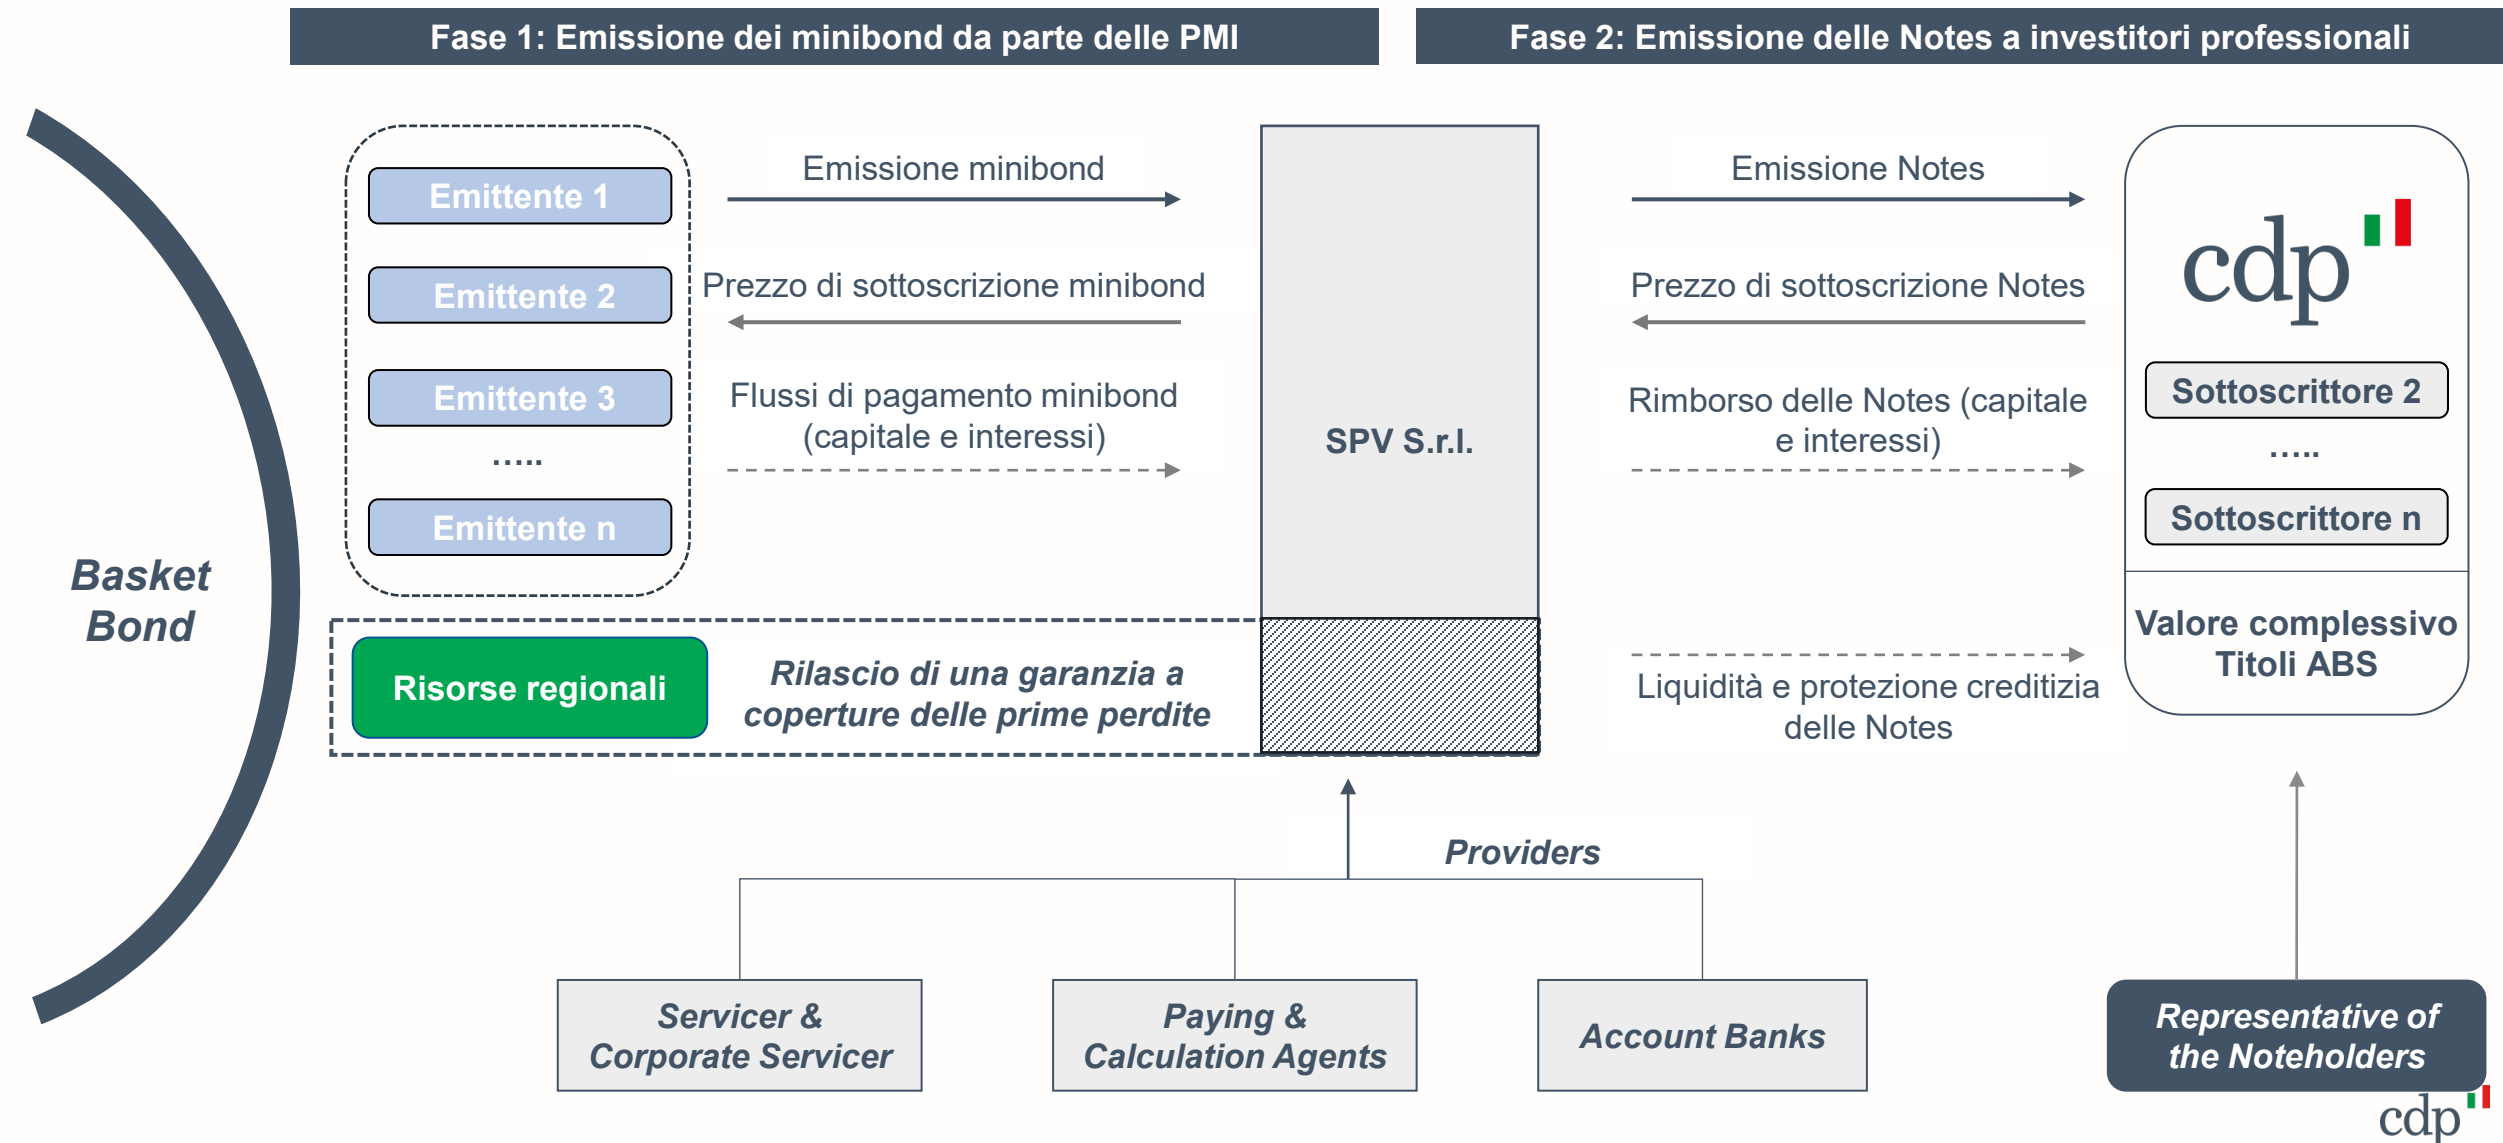 Fase 1: Emissione dei minibond da parte delle PMI
Fase 2: Emissione delle Notes a investitori professionali
Basket
Bond
Emittente 1
Emittente 2
Emittente 3
.....
Emittente n
Emissione minibond
Prezzo di sottoscrizione minibond
Flussi di pagamento minibond
(capitale e interessi)
SPV S.r.l.
Emissione Notes
Prezzo di sottoscrizione Notes
Rimborso delle Notes (capitale
e interessi)
cdp
Sottoscrittore 2
.....
Sottoscrittore n
Valore complessivo
Titoli ABS
Risorse regionali
Rilascio di una garanzia a
coperture delle prime perdite
Liquidità e protezione creditizia
delle Notes
Providers
Servicer &
Corporate Servicer
Paying &
Calculation Agents
Account Banks
Representative of
the Noteholders
cdp